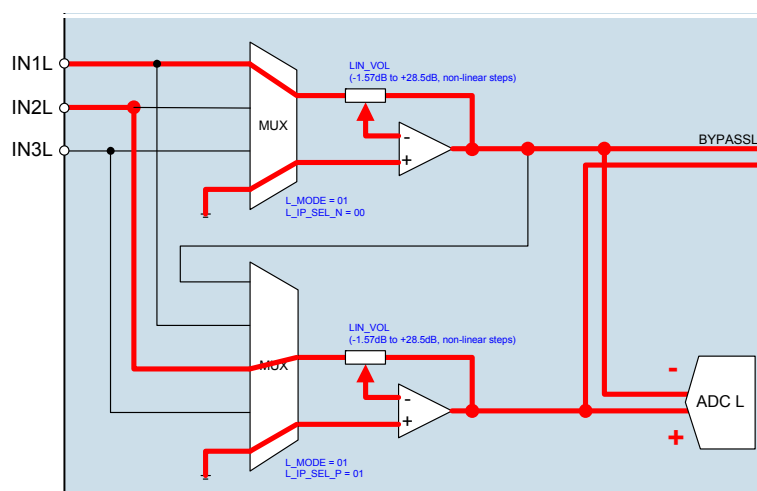 IN1L
IN2L
IN3L
LIN_VOL
(-1.57dB to +28.5dB, non-linear steps)
MUX
-
+
BYPASSL
L_MODE = 01
L_IP_SEL_N = 00
LIN_VOL
(-1.57dB to +28.5dB, non-linear steps)
MUX
-
+
-
ADC L
+
L_MODE = 01
L_IP_SEL_P = 01